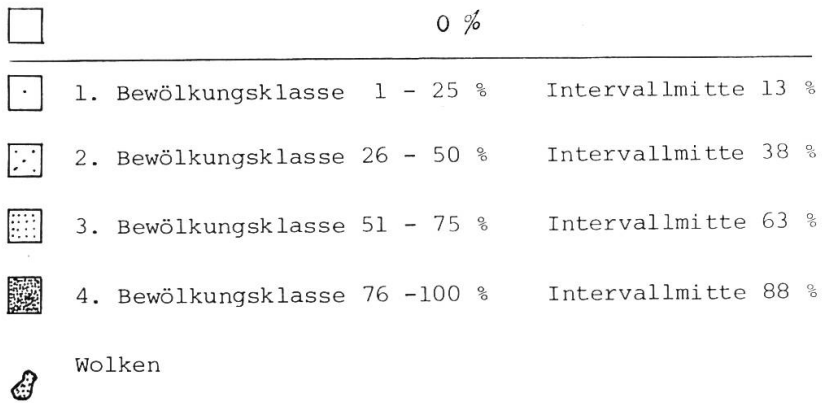 0 %
1. Bewölkungsklasse 1 - 25 % Intervallmitte 13 %
2. Bewölkungsklasse 26 - 50 % Intervallmitte 38 %
3. Bewölkungsklasse 51 - 75 % Intervallmitte 63 %
4. Bewölkungsklasse 76 -100 % Intervallmitte 88 %
Wolken